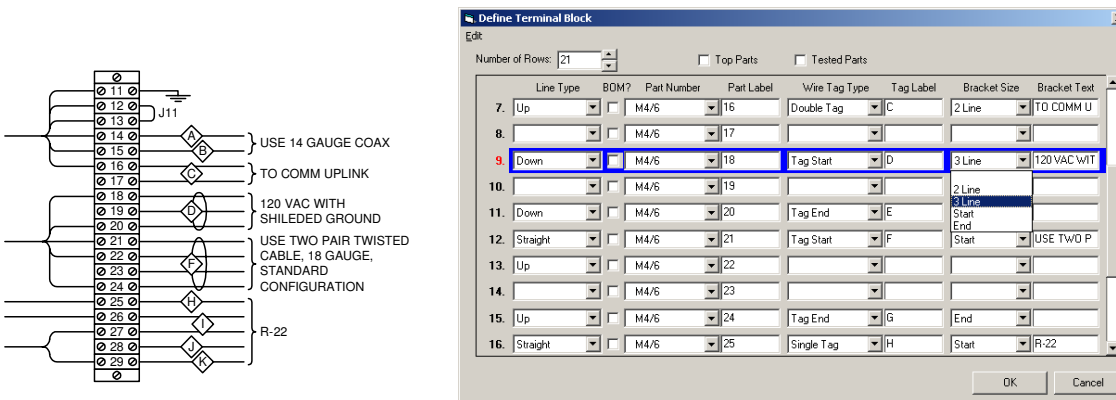 11
12
J11
13
14 A
15 B
USE 14 GAUGE COAX
16
C TO COMM UPLINK
17
18
120 VAC WITH
19 D
SHILEDED GROUND
20
21
USE TWO PAIR TWISTED
22
CABLE, 18 GAUGE,
F
23
STANDARD
24
CONFIGURATION
25 H
26
I
27
R-22
28 J
29 K
Define Terminal Block
Edit
Number of Rows: 21 Top Parts Tested Parts
Line Type BOM? Part Number Part Label Wire Tag Type Tag Label Bracket Size Bracket Text
7. Up M4/6 16 Double Tag C 2 Line TO COMM U
8. M4/6 17
9. Down M4/6 18 Tag Start D 3 Line 120 VAC WIT
10. M4/6 19
2 Line
3 Line
Start
End
11. Down M4/6 20 Tag End E
12. Straight M4/6 21 Tag Start F Start USE TWO P
13. Up M4/6 22
14. M4/6 23
15. Up M4/6 24 Tag End G End
16. Straight M4/6 25 Single Tag H Start R-22
OK Cancel